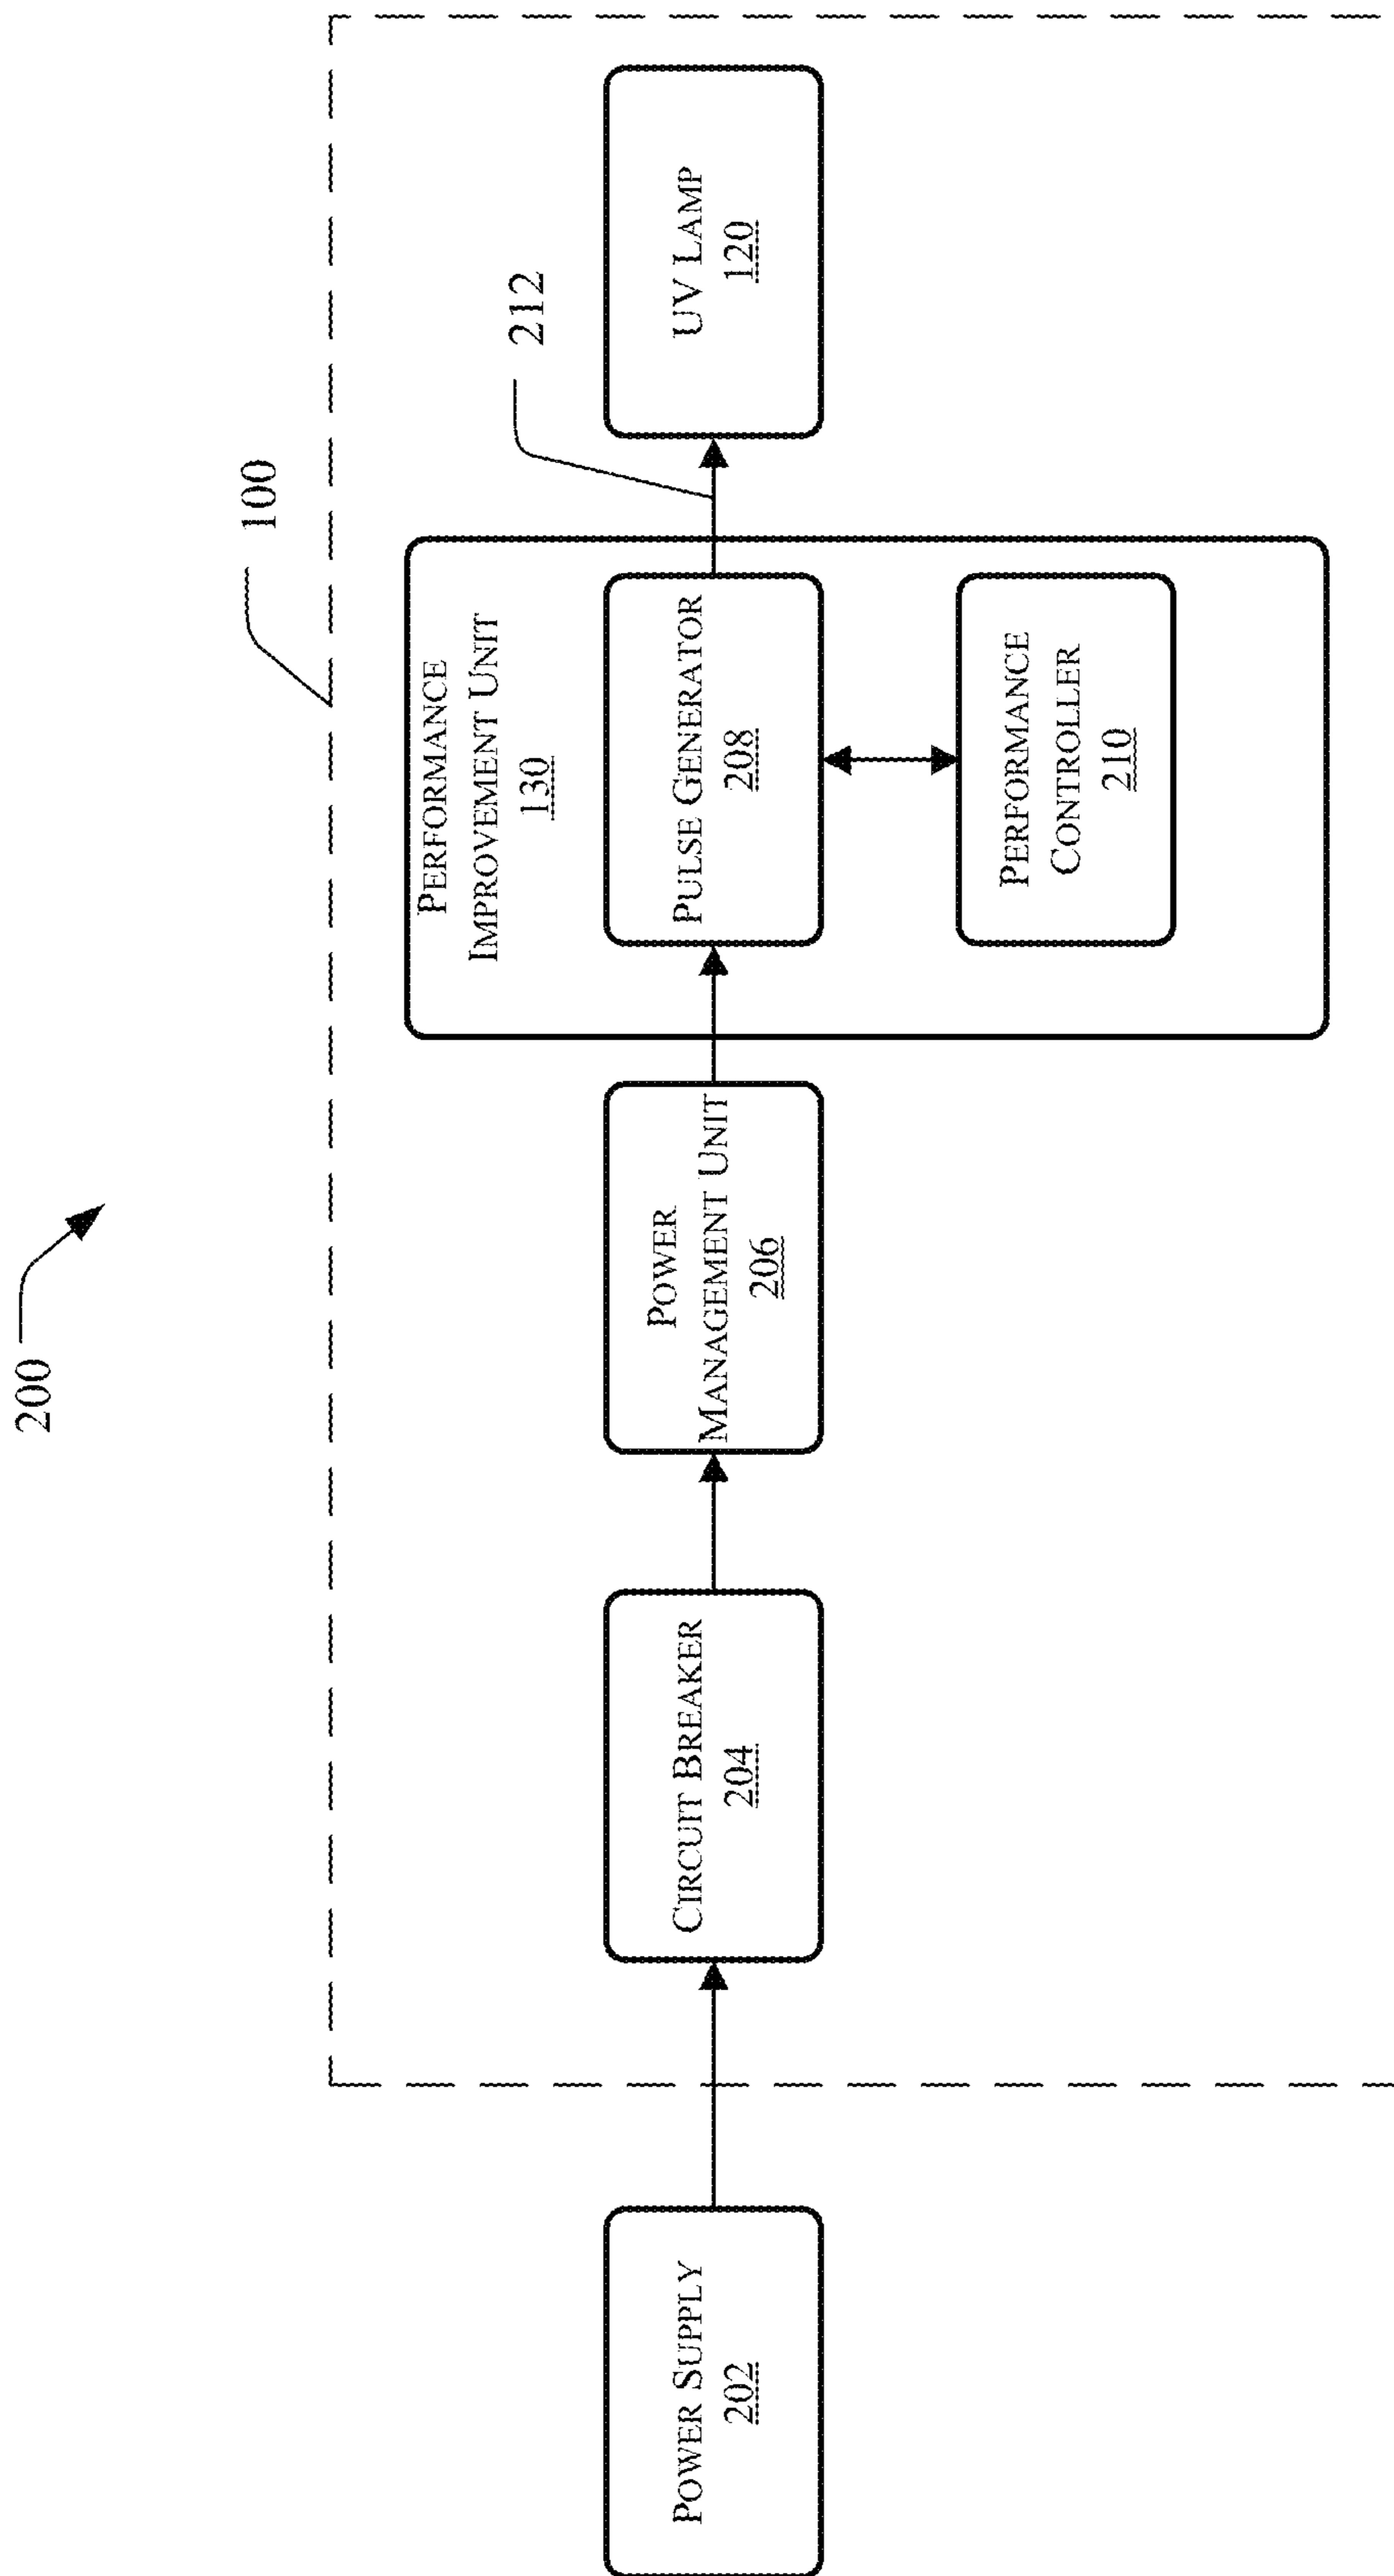 200
100
POWER SUPPLY
202
CIRCUIT BREAKER
204
POWER
MANAGEMENT UNIT
206
PERFORMANCE
IMPROVEMENT UNIT
130
PULSE GENERATOR
208
PERFORMANCE
CONTROLLER
210
212
UV LAMP
120